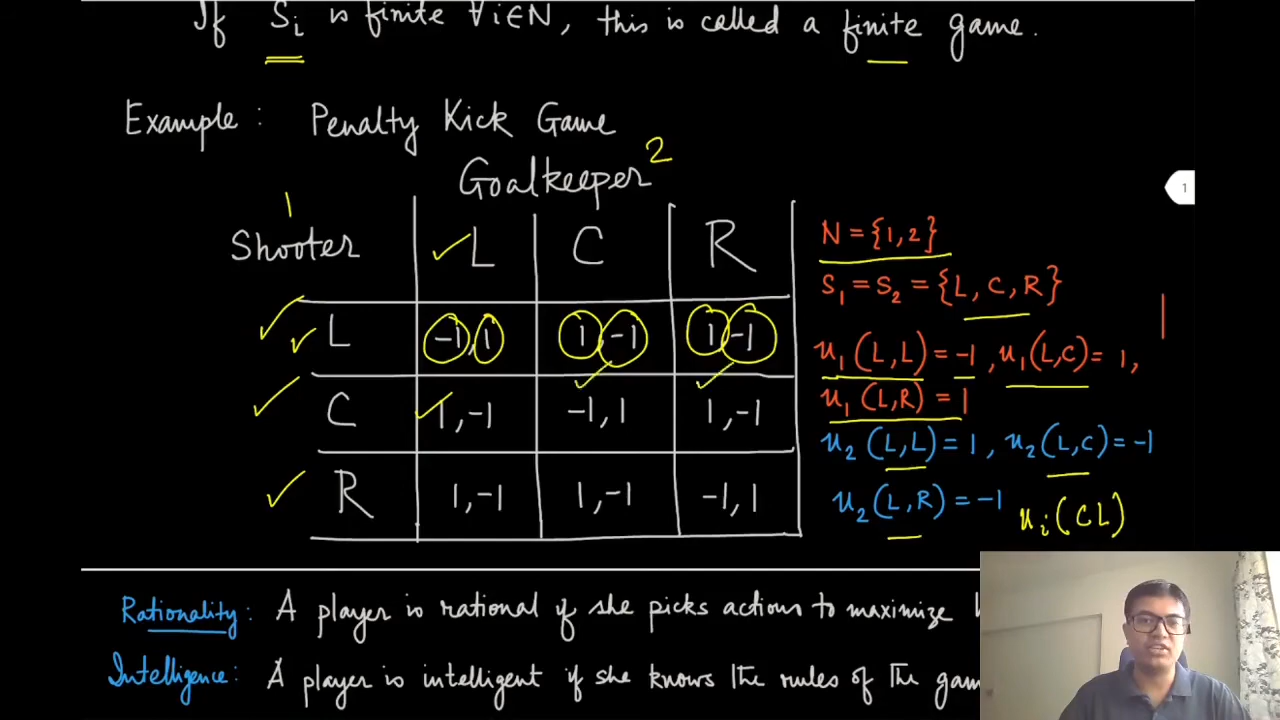 If Si is finite ∀i∈N, this is called a finite game.
Example: Penalty Kick Game
Goalkeeper 2
1
Shooter L C R
L -1,1 1,-1 1,-1
C 1,-1 -1,1 1,-1
R 1,-1 1,-1 -1,1
N = {1,2}
S1 = S2 = {L, C, R}
u1(L,L) = -1, u1(L,C) = 1,
u1(L,R) = 1
u2(L,L) = 1, u2(L,C) = -1
u2(L,R) = -1 ui(CL)
1
Rationality: A player is rational if she picks actions to maximize
Intelligence: A player is intelligent if she knows the rules of the gam